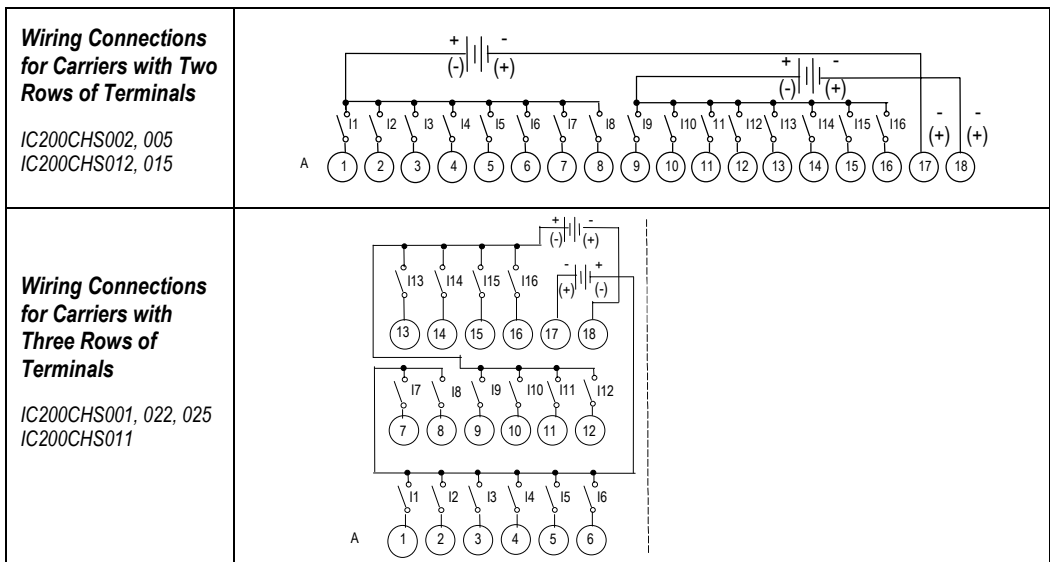 Wiring Connections
for Carriers with Two
Rows of Terminals
IC200CHS002, 005
IC200CHS012, 015
+ -
(-) (+)
+ -
(-) (+)
I1 I2 I3 I4 I5 I6 I7 I8 I9 I10 11 I12 I13 I14 I15 I16
- -
(+) (+)
A 1 2 3 4 5 6 7 8 9 10 11 12 13 14 15 16 17 18
Wiring Connections
for Carriers with
Three Rows of
Terminals
IC200CHS001, 022, 025
IC200CHS011
+ -
(-) (+)
- +
(+) (-)
I13 I14 I15 I16
13 14 15 16 17 18
I7 I8 I9 I10 I11 I12
7 8 9 10 11 12
I1 I2 I3 I4 I5 I6
A 1 2 3 4 5 6